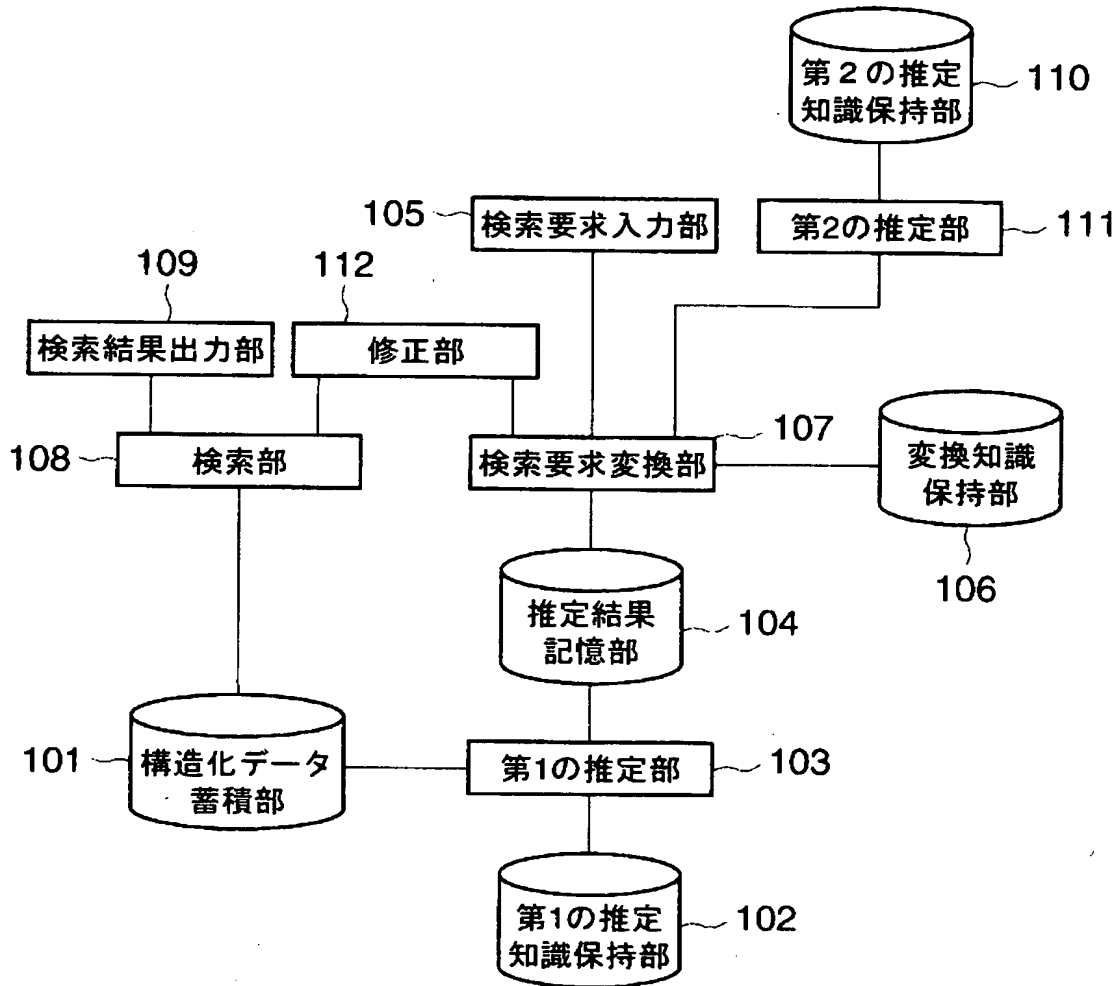 第2の推定
知識保持部
110
105
検索要求入力部
第2の推定部
111
109
112
検索結果出力部
修正部
108
検索部
107
検索要求変換部
変換知識
保持部
106
推定結果
記憶部
104
101
構造化データ
蓄積部
第1の推定部
103
第1の推定
知識保持部
102